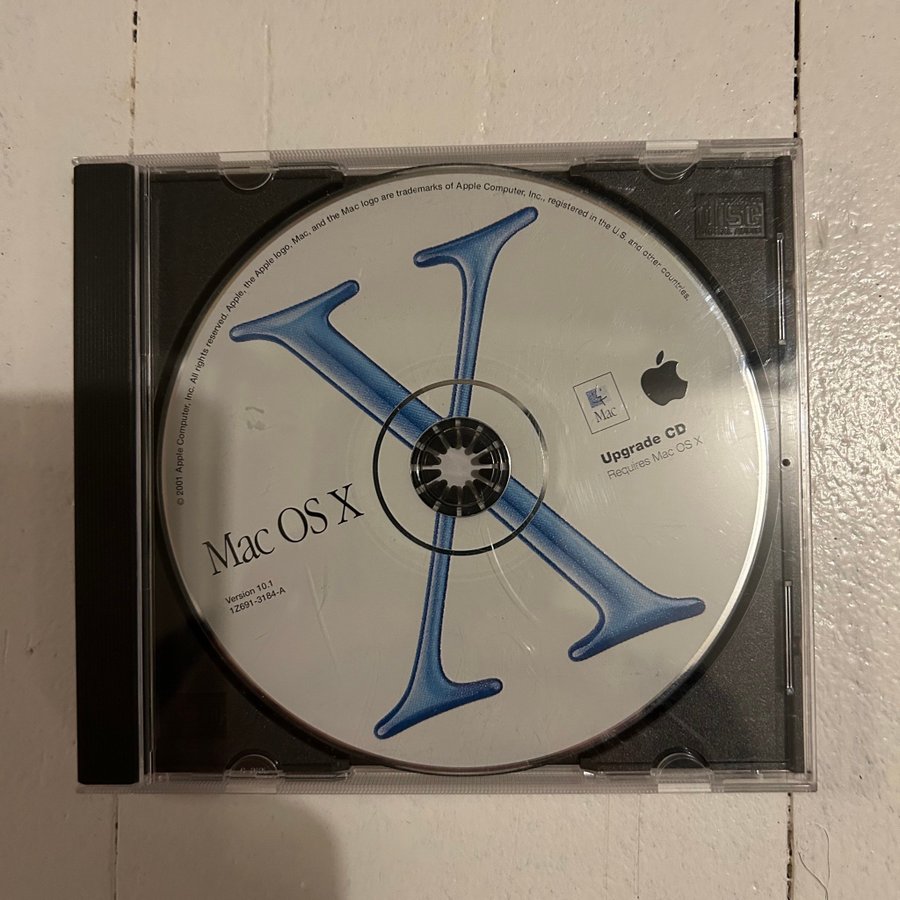 © 2001 Apple Computer, Inc. All rights reserved. Apple, the Apple logo, Mac, and the Mac logo are trademarks of Apple Computer, Inc., registered in the U.S. and other countries.
Mac
Upgrade CD
Requires Mac OS X
Mac OS X
Version 10.1
1Z691-3184-A